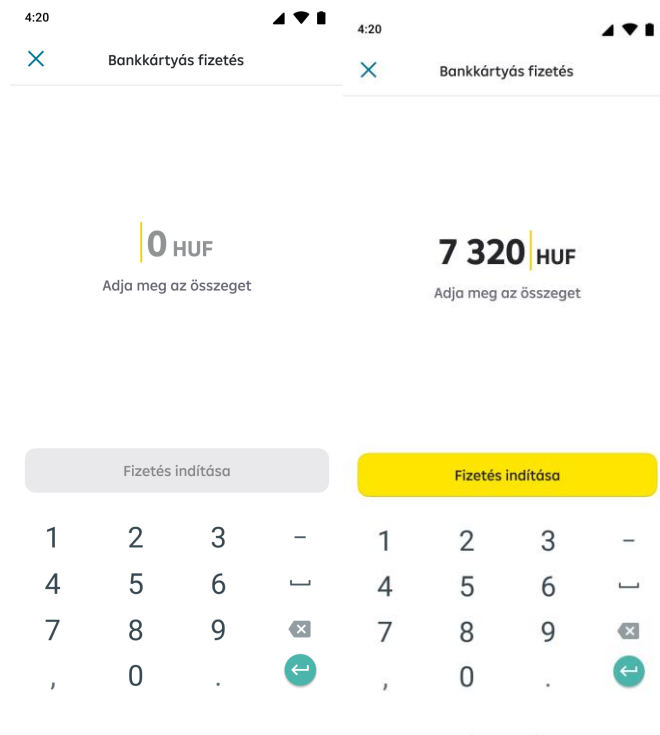 4:20
Bankkártyás fizetés
0 HUF
Adja meg az összeget
Fizetés indítása
1 2 3 –
4 5 6
7 8 9
, 0 .
4:20
Bankkártyás fizetés
7 320 HUF
Adja meg az összeget
Fizetés indítása
1 2 3 –
4 5 6
7 8 9
, 0 .